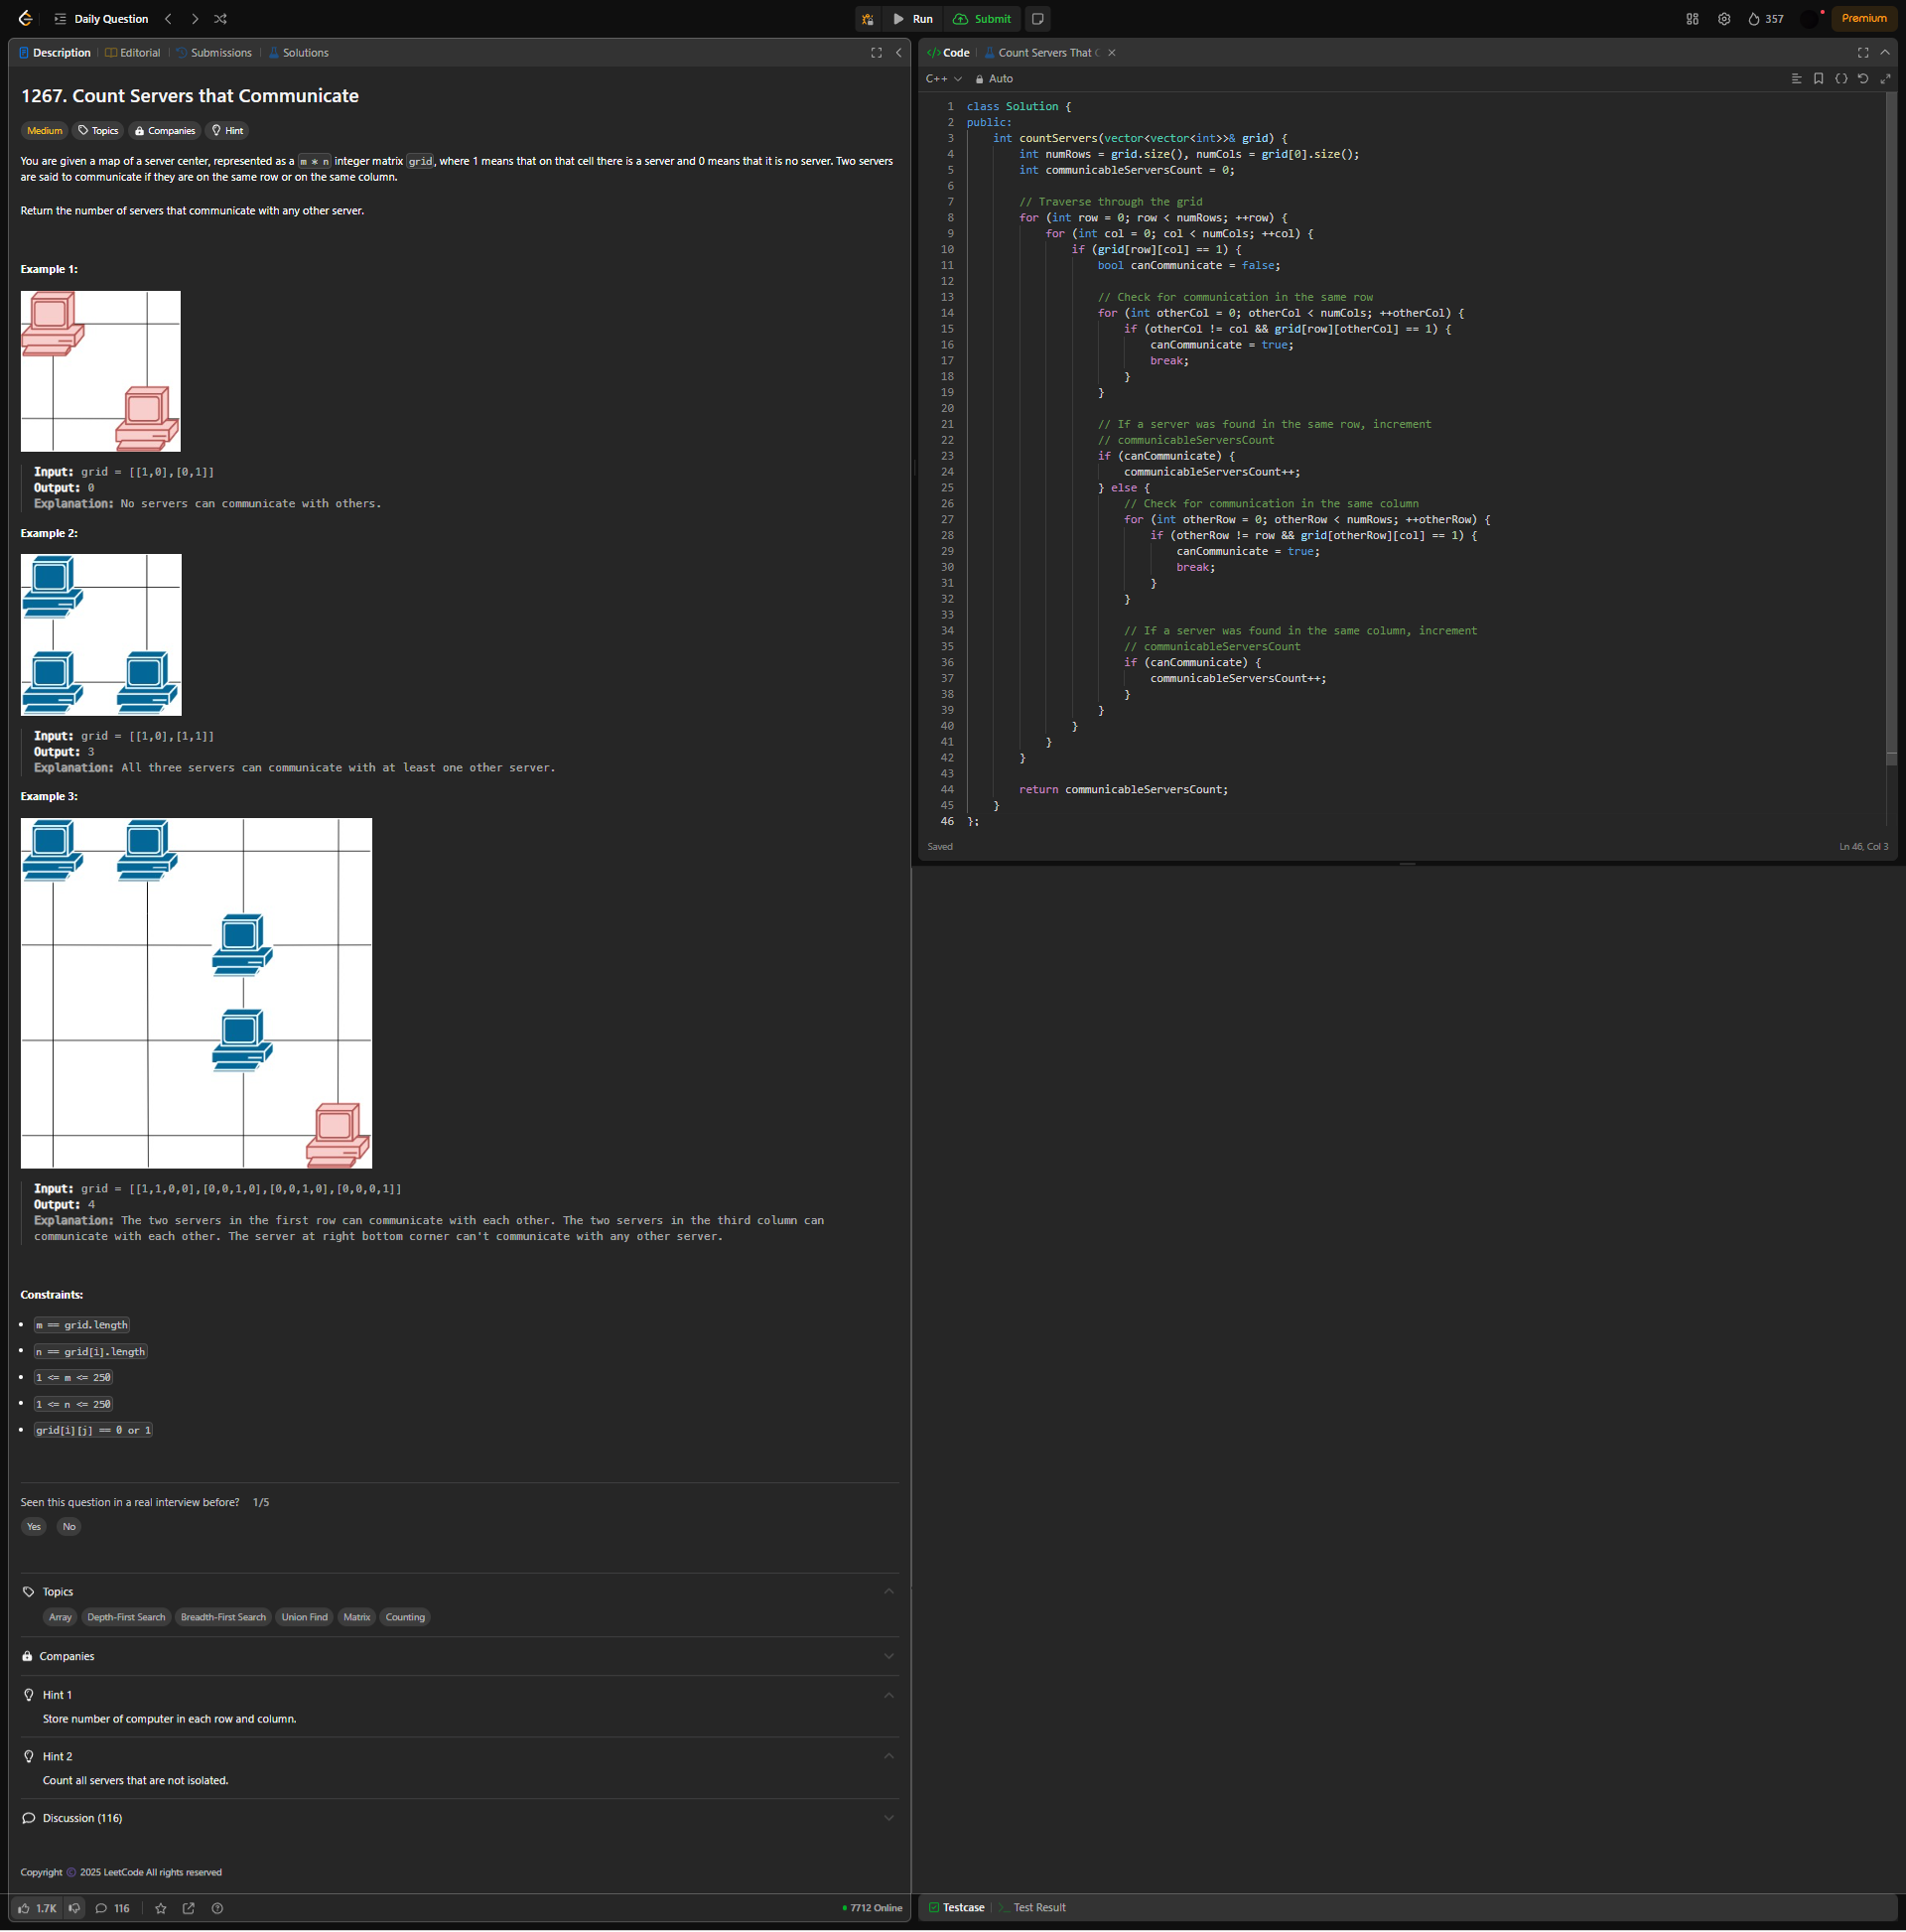 Daily Question
Run
Submit
357
Premium
Description
Editorial
Submissions
Solutions
1267. Count Servers that Communicate
Medium
Topics
Companies
Hint
You are given a map of a server center, represented as a m * n integer matrix grid, where 1 means that on that cell there is a server and 0 means that it is no server. Two servers
are said to communicate if they are on the same row or on the same column.
Return the number of servers that communicate with any other server.
Example 1:
Input: grid = [[1,0],[0,1]]
Output: 0
Explanation: No servers can communicate with others.
Example 2:
Input: grid = [[1,0],[1,1]]
Output: 3
Explanation: All three servers can communicate with at least one other server.
Example 3:
Input: grid = [[1,1,0,0],[0,0,1,0],[0,0,1,0],[0,0,0,1]]
Output: 4
Explanation: The two servers in the first row can communicate with each other. The two servers in the third column can
communicate with each other. The server at right bottom corner can't communicate with any other server.
Constraints:
m == grid.length
n == grid[i].length
1 <= m <= 250
1 <= n <= 250
grid[i][j] == 0 or 1
Seen this question in a real interview before? 1/5
Yes
No
Topics
Array
Depth-First Search
Breadth-First Search
Union Find
Matrix
Counting
Companies
Hint 1
Store number of computer in each row and column.
Hint 2
Count all servers that are not isolated.
Discussion (116)
Copyright © 2025 LeetCode All rights reserved
1.7K
116
7712 Online
Code
Count Servers That
C++
Auto
1 class Solution {
2 public:
3     int countServers(vector<vector<int>>& grid) {
4         int numRows = grid.size(), numCols = grid[0].size();
5         int communicableServersCount = 0;
6
7         // Traverse through the grid
8         for (int row = 0; row < numRows; ++row) {
9             for (int col = 0; col < numCols; ++col) {
10                 if (grid[row][col] == 1) {
11                     bool canCommunicate = false;
12
13                     // Check for communication in the same row
14                     for (int otherCol = 0; otherCol < numCols; ++otherCol) {
15                         if (otherCol != col && grid[row][otherCol] == 1) {
16                             canCommunicate = true;
17                             break;
18                         }
19                     }
20
21                     // If a server was found in the same row, increment
22                     // communicableServersCount
23                     if (canCommunicate) {
24                         communicableServersCount++;
25                     } else {
26                         // Check for communication in the same column
27                         for (int otherRow = 0; otherRow < numRows; ++otherRow) {
28                             if (otherRow != row && grid[otherRow][col] == 1) {
29                                 canCommunicate = true;
30                                 break;
31                             }
32                         }
33
34                         // If a server was found in the same column, increment
35                         // communicableServersCount
36                         if (canCommunicate) {
37                             communicableServersCount++;
38                         }
39                     }
40                 }
41             }
42         }
43
44         return communicableServersCount;
45     }
46 };
Saved
Ln 46, Col 3
Testcase
Test Result